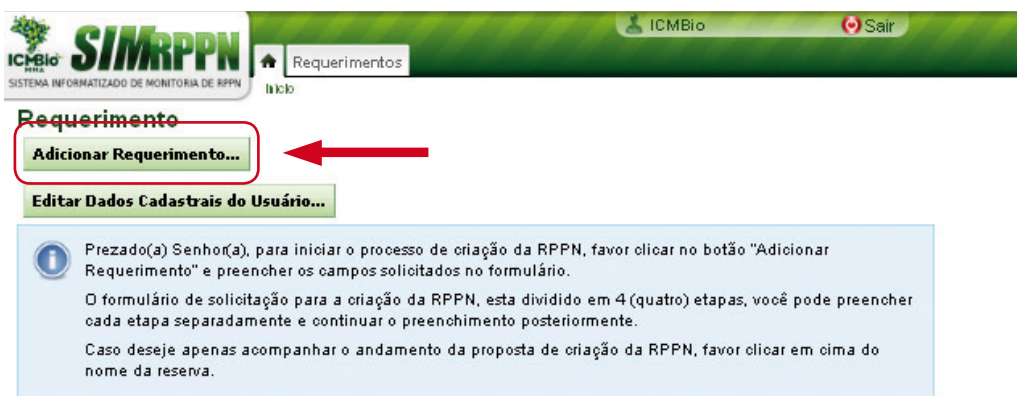 ICMBio
MMA
SIMRPPN
SISTEMA INFORMATIZADO DE MONITORIA DE RPPN
Requerimentos
ICMBio
Sair
Início
Requerimento
Adicionar Requerimento...
Editar Dados Cadastrais do Usuário...
Prezado(a) Senhor(a), para iniciar o processo de criação da RPPN, favor clicar no botão "Adicionar
Requerimento" e preencher os campos solicitados no formulário.
O formulário de solicitação para a criação da RPPN, esta dividido em 4 (quatro) etapas, você pode preencher
cada etapa separadamente e continuar o preenchimento posteriormente.
Caso deseje apenas acompanhar o andamento da proposta de criação da RPPN, favor clicar em cima do
nome da reserva.